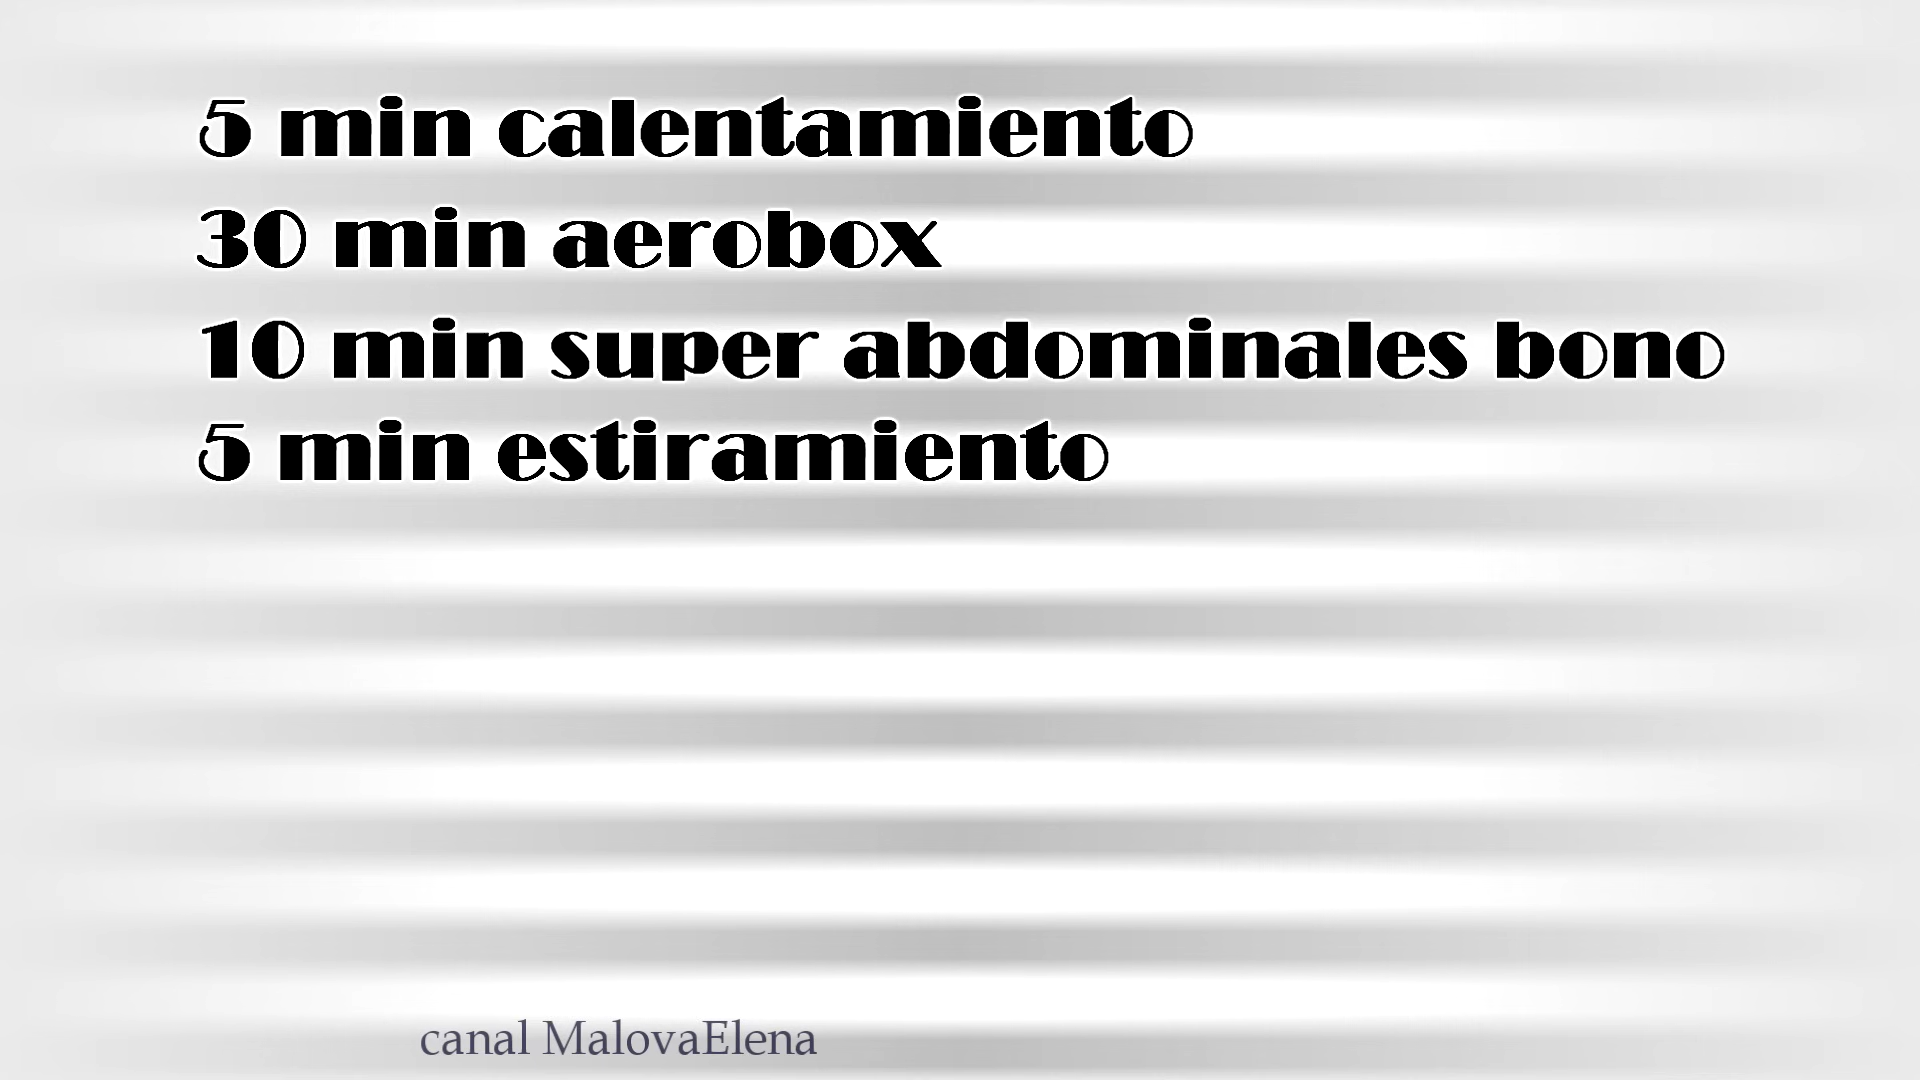 5 min calentamiento
30 min aerobox
10 min super abdominales bono
5 min estiramiento
canal MalovaElena